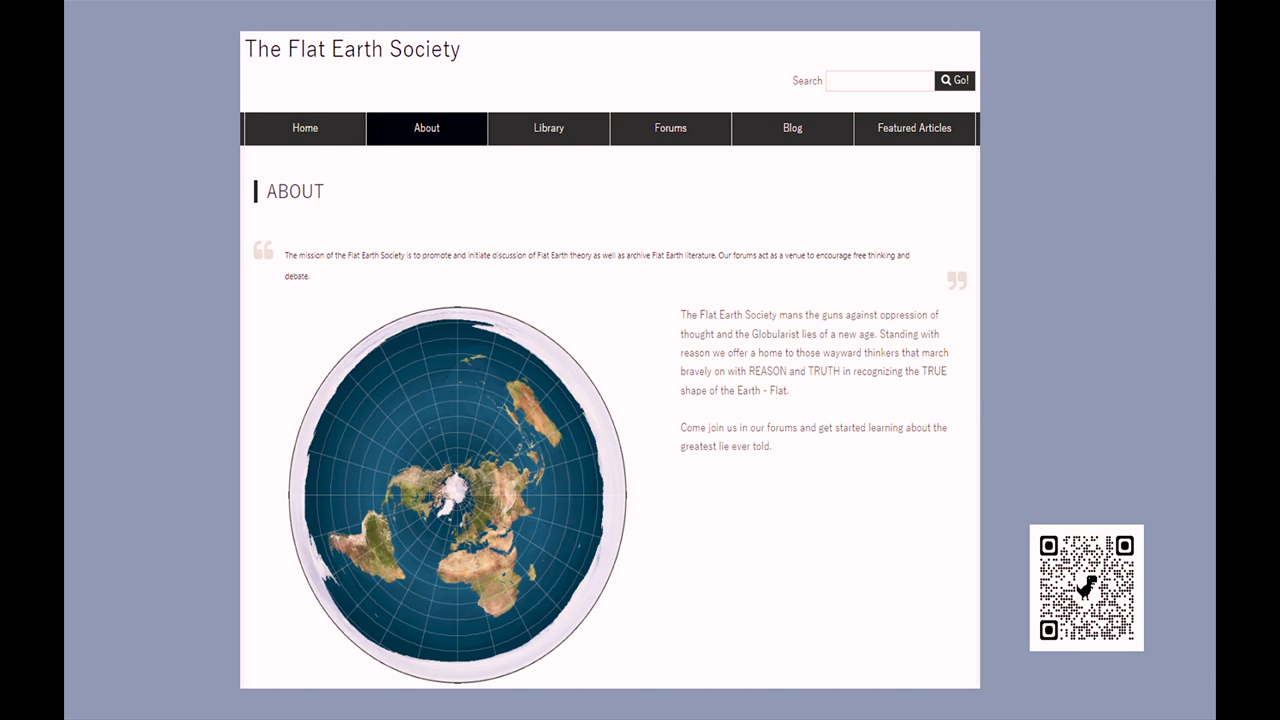 The Flat Earth Society
Search Go!
Home About Library Forums Blog Featured Articles
ABOUT
The mission of the Flat Earth Society is to promote and initiate discussion of Flat Earth theory as well as archive Flat Earth literature. Our forums act as a venue to encourage free thinking and
debate.
The Flat Earth Society mans the guns against oppression of
thought and the Globularist lies of a new age. Standing with
reason we offer a home to those wayward thinkers that march
bravely on with REASON and TRUTH in recognizing the TRUE
shape of the Earth - Flat.
Come join us in our forums and get started learning about the
greatest lie ever told.